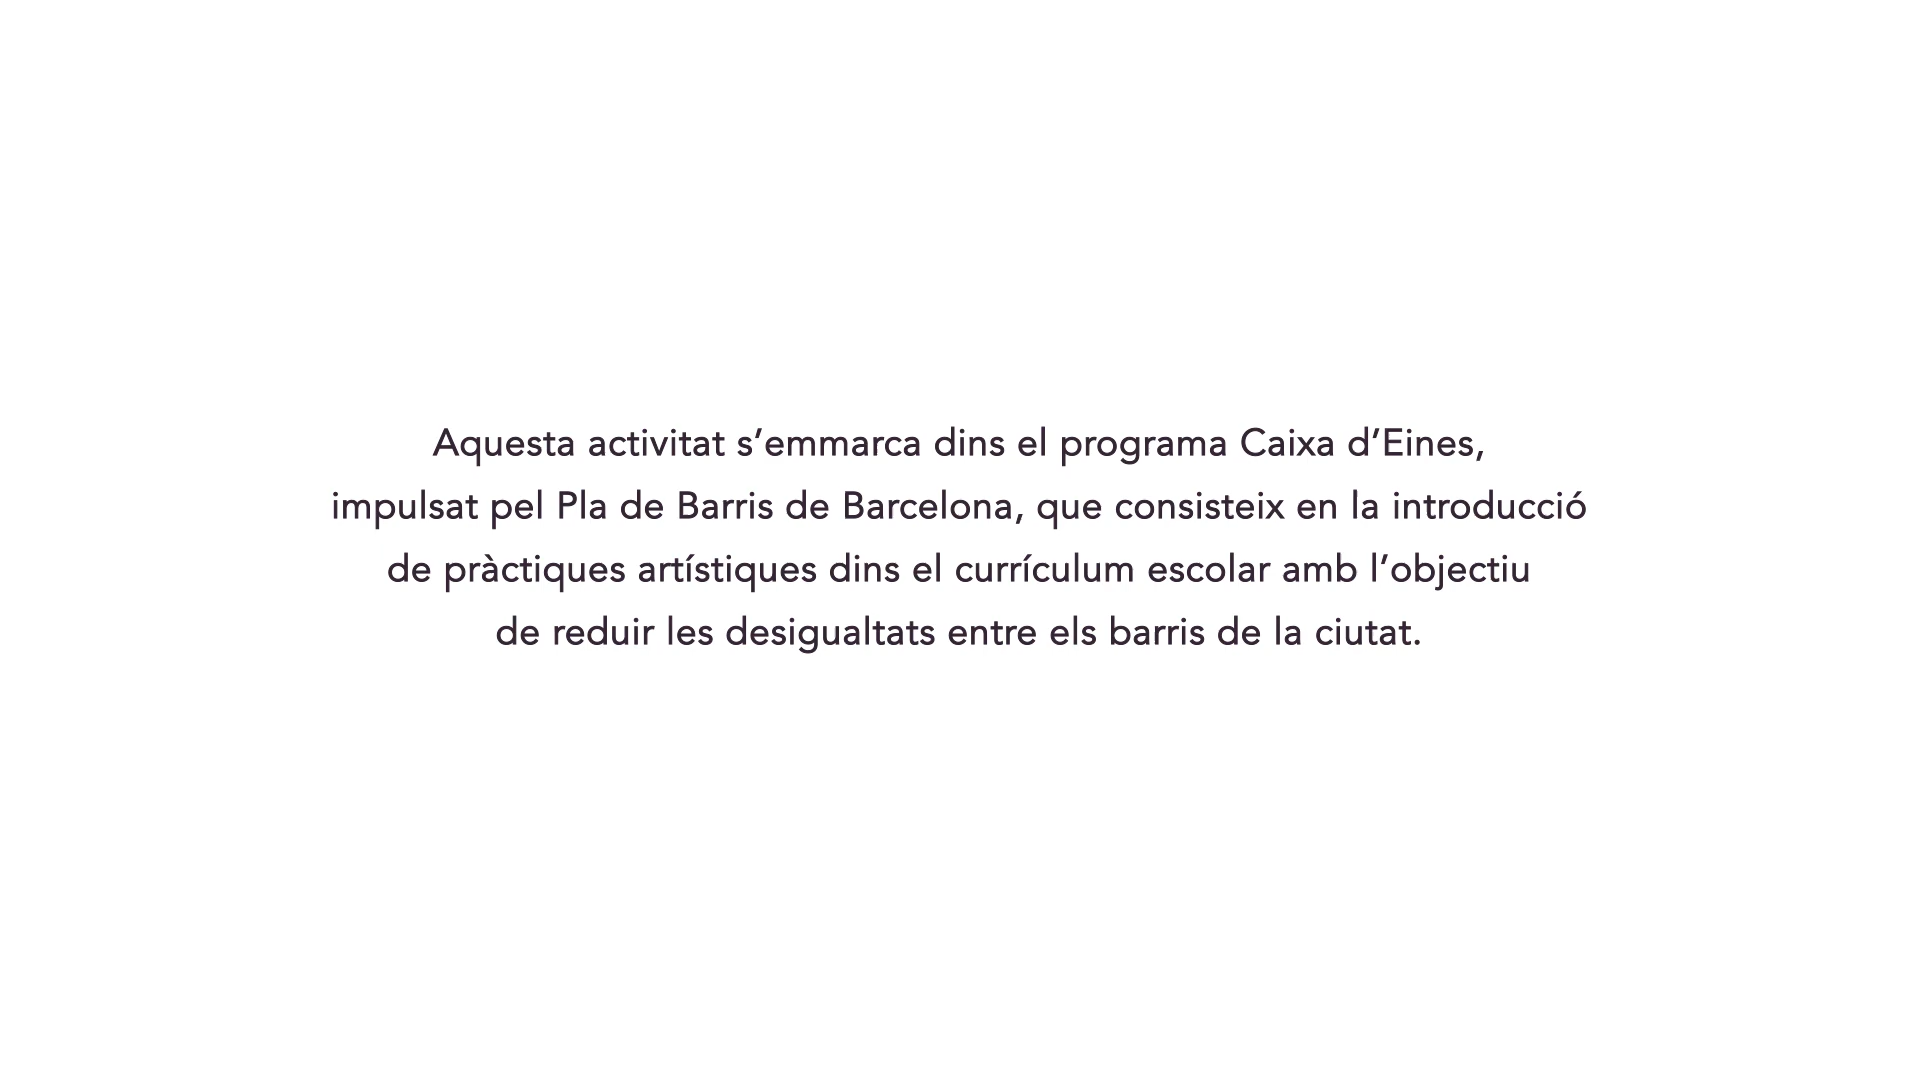 Aquesta activitat s’emmarca dins el programa Caixa d’Eines,
impulsat pel Pla de Barris de Barcelona, que consisteix en la introducció
de pràctiques artístiques dins el currículum escolar amb l’objectiu
de reduir les desigualtats entre els barris de la ciutat.